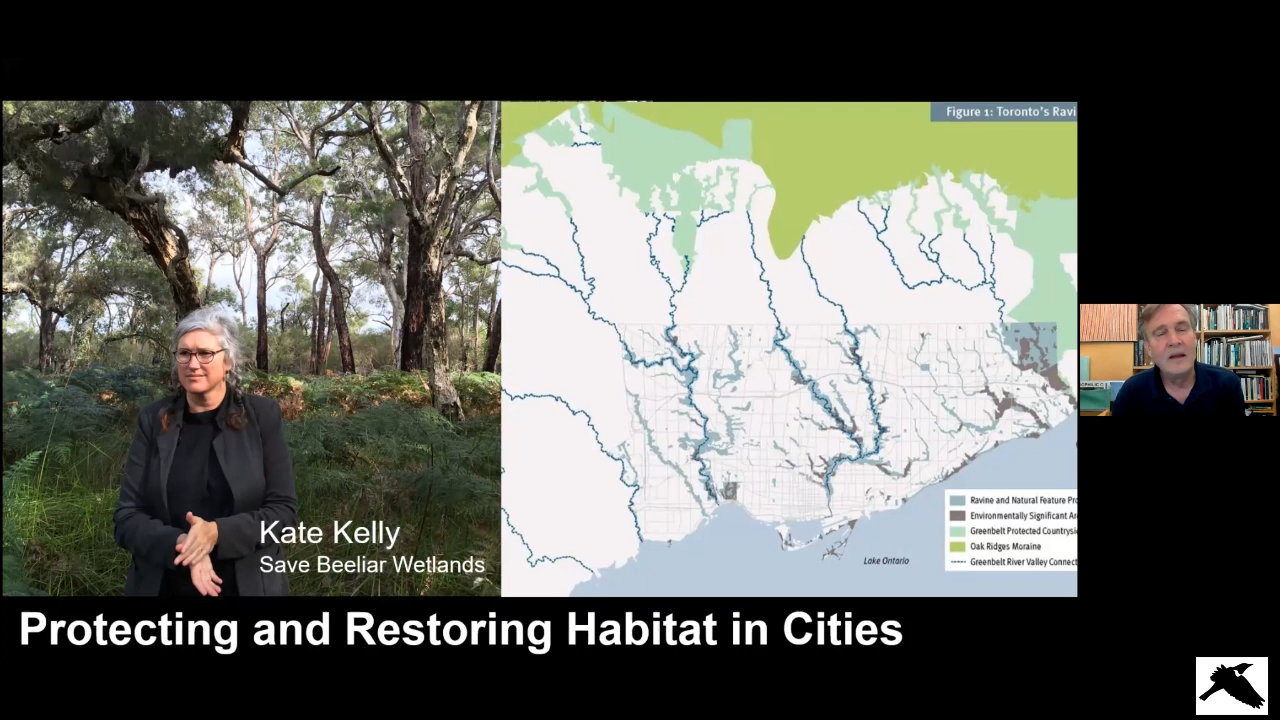 Figure 1: Toronto's Ravi
Kate Kelly
Save Beeliar Wetlands
Lake Ontario
Ravine and Natural Feature Pro
Environmentally Significant Ar
Greenbelt Protected Countrysi
Oak Ridges Moraine
Greenbelt River Valley Connect
Protecting and Restoring Habitat in Cities